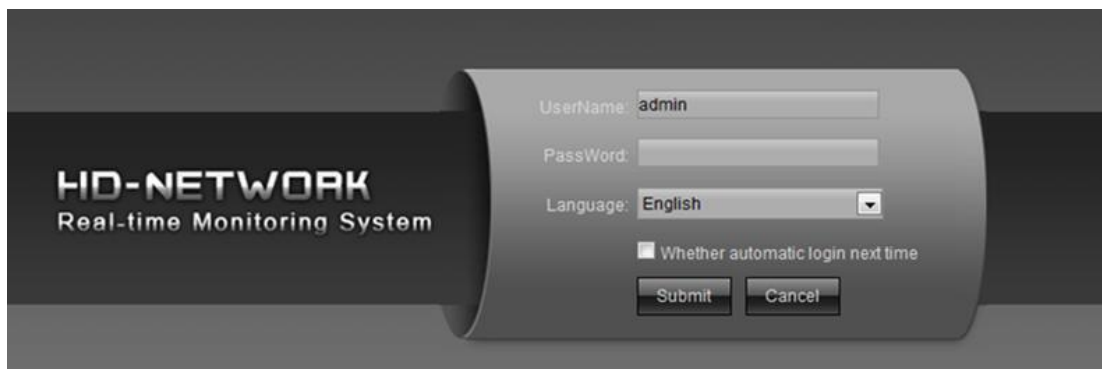 HD-NETWORK
Real-time Monitoring System
UserName: admin
PassWord:
Language: English
Whether automatic login next time
Submit Cancel